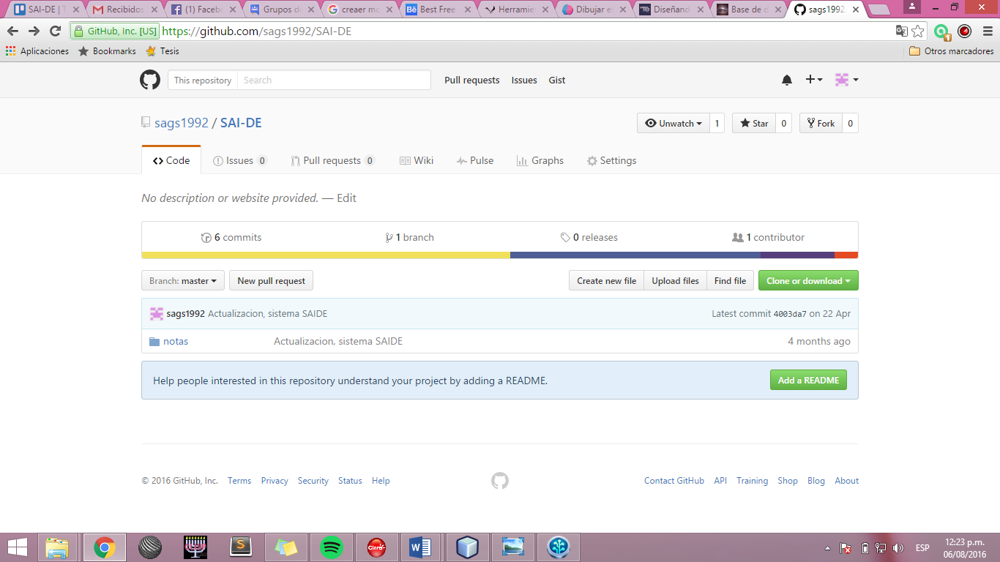 SAI-DE | T
Recibidos
(1) Facebo
Grupos de
creaer mo
Best Free
Herramie
Dibujar e
Diseñand
Base de d
sags1992
GitHub, Inc. [US] https://github.com/sags1992/SAI-DE
Aplicaciones Bookmarks Tesis Otros marcadores
This repository Search Pull requests Issues Gist
sags1992 / SAI-DE Unwatch 1 Star 0 Fork 0
Code Issues 0 Pull requests 0 Wiki Pulse Graphs Settings
No description or website provided. — Edit
6 commits 1 branch 0 releases 1 contributor
Branch: master New pull request Create new file Upload files Find file Clone or download
sags1992 Actualizacion, sistema SAIDE Latest commit 4003da7 on 22 Apr
notas Actualizacion, sistema SAIDE 4 months ago
Help people interested in this repository understand your project by adding a README. Add a README
© 2016 GitHub, Inc. Terms Privacy Security Status Help Contact GitHub API Training Shop Blog About
ESP 12:23 p.m.
06/08/2016